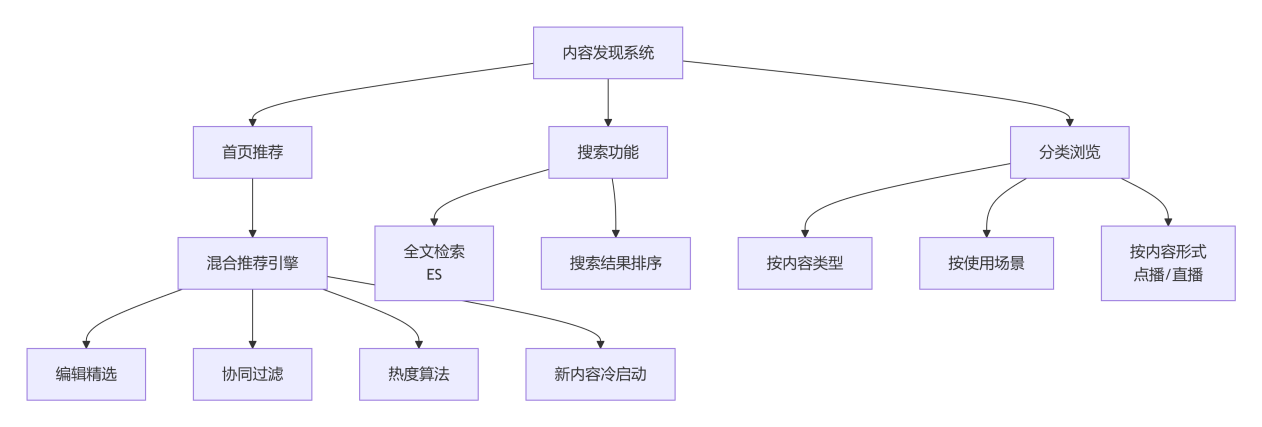 内容发现系统
首页推荐
搜索功能
分类浏览
混合推荐引擎
全文检索
ES
搜索结果排序
按内容类型
按使用场景
按内容形式
点播/直播
编辑精选
协同过滤
热度算法
新内容冷启动